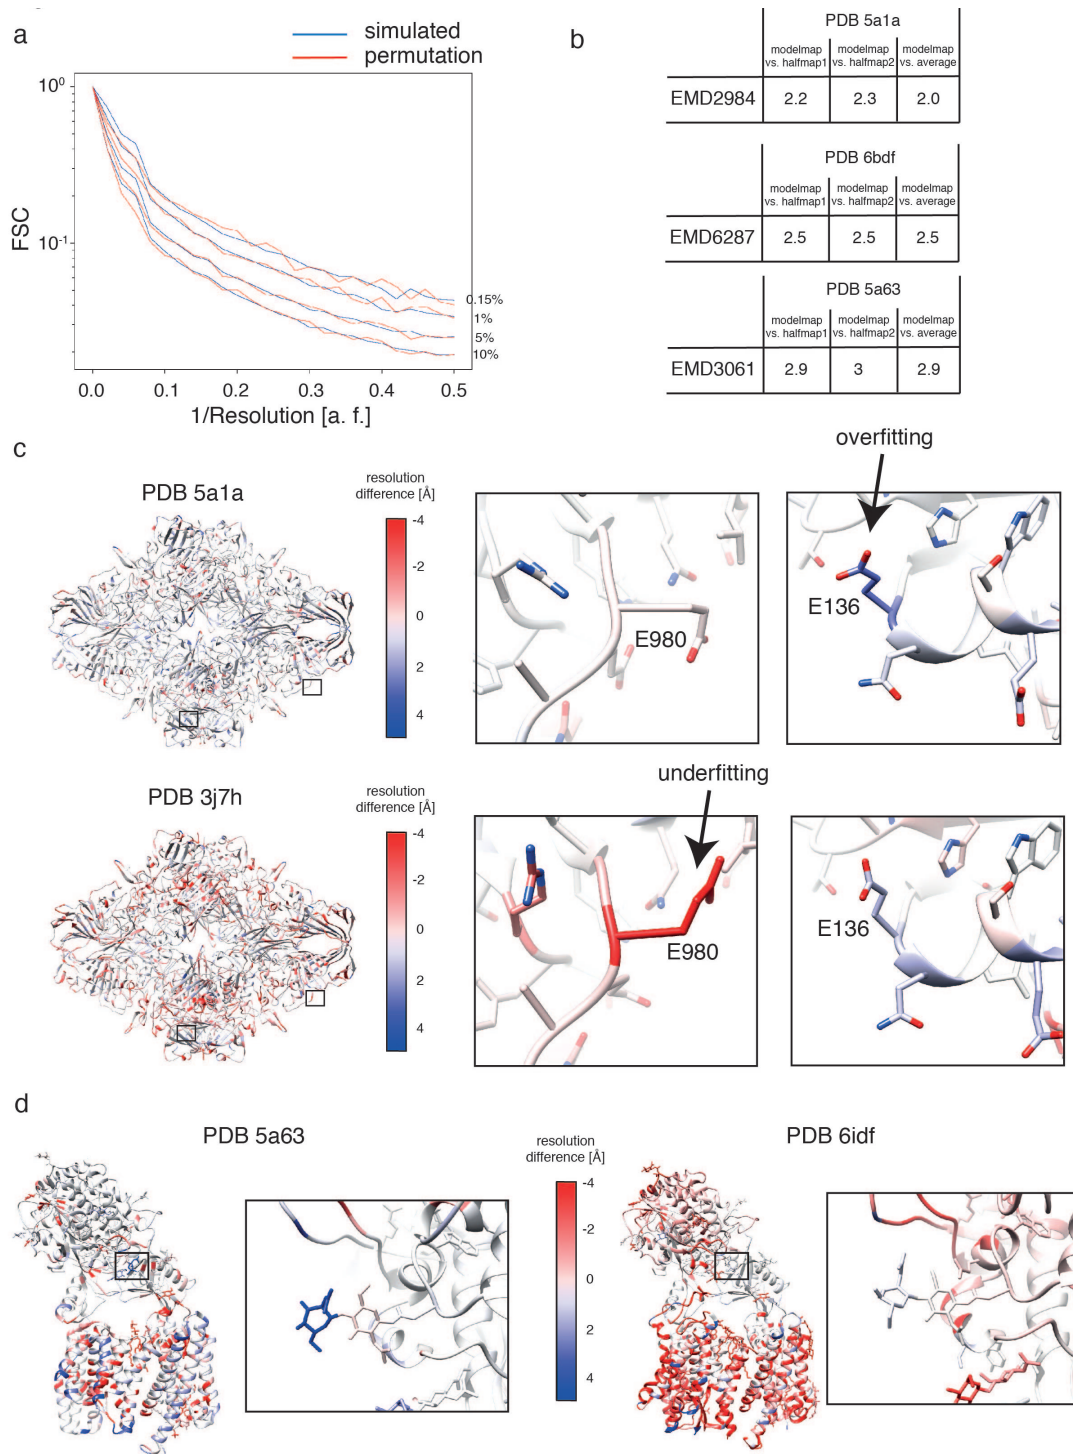 a
simulated
permutation
10⁰
10⁻¹
FSC
0.15%
1%
5%
10%
0.0 0.1 0.2 0.3 0.4 0.5
1/Resolution [a. f.]
b
PDB 5a1a
modelmap vs. halfmap1
modelmap vs. halfmap2
modelmap vs. average
EMD2984 2.2 2.3 2.0
PDB 6bdf
modelmap vs. halfmap1
modelmap vs. halfmap2
modelmap vs. average
EMD6287 2.5 2.5 2.5
PDB 5a63
modelmap vs. halfmap1
modelmap vs. halfmap2
modelmap vs. average
EMD3061 2.9 3 2.9
c
PDB 5a1a
resolution
difference [Å]
-4
-2
0
2
4
E980
overfitting
E136
PDB 3j7h
resolution
difference [Å]
-4
-2
0
2
4
underfitting
E980
E136
d
PDB 5a63
resolution
difference [Å]
-4
-2
0
2
4
PDB 6idf